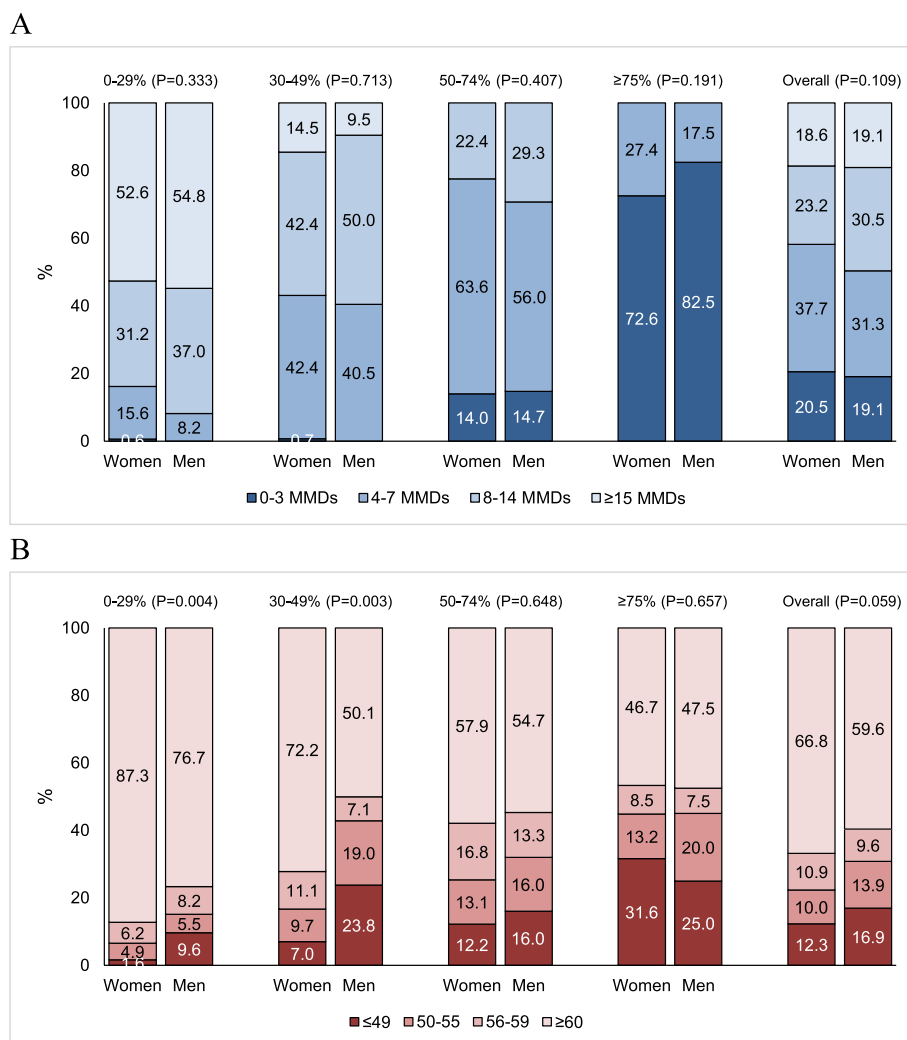 A
0-29% (P=0.333) 30-49% (P=0.713) 50-74% (P=0.407) ≥75% (P=0.191) Overall (P=0.109)
100
80
60
40
20
0
%
52.6 54.8 14.5 9.5 22.4 29.3 27.4 17.5 18.6 19.1
31.2 37.0 42.4 50.0 63.6 56.0 72.6 82.5 23.2 30.5
15.6 8.2 42.4 40.5 14.0 14.7 37.7 31.3
0.6 0.7 20.5 19.1
Women Men Women Men Women Men Women Men Women Men
0-3 MMDs 4-7 MMDs 8-14 MMDs ≥15 MMDs
B
0-29% (P=0.004) 30-49% (P=0.003) 50-74% (P=0.648) ≥75% (P=0.657) Overall (P=0.059)
100
80
60
40
20
0
%
87.3 76.7 72.2 50.1 57.9 54.7 46.7 47.5 66.8 59.6
6.2 8.2 11.1 7.1 16.8 13.3 8.5 7.5 10.9 9.6
4.9 5.5 9.7 19.0 13.1 16.0 13.2 20.0 10.0 13.9
1.6 9.6 7.0 23.8 12.2 16.0 31.6 25.0 12.3 16.9
Women Men Women Men Women Men Women Men Women Men
≤49 50-55 56-59 ≥60